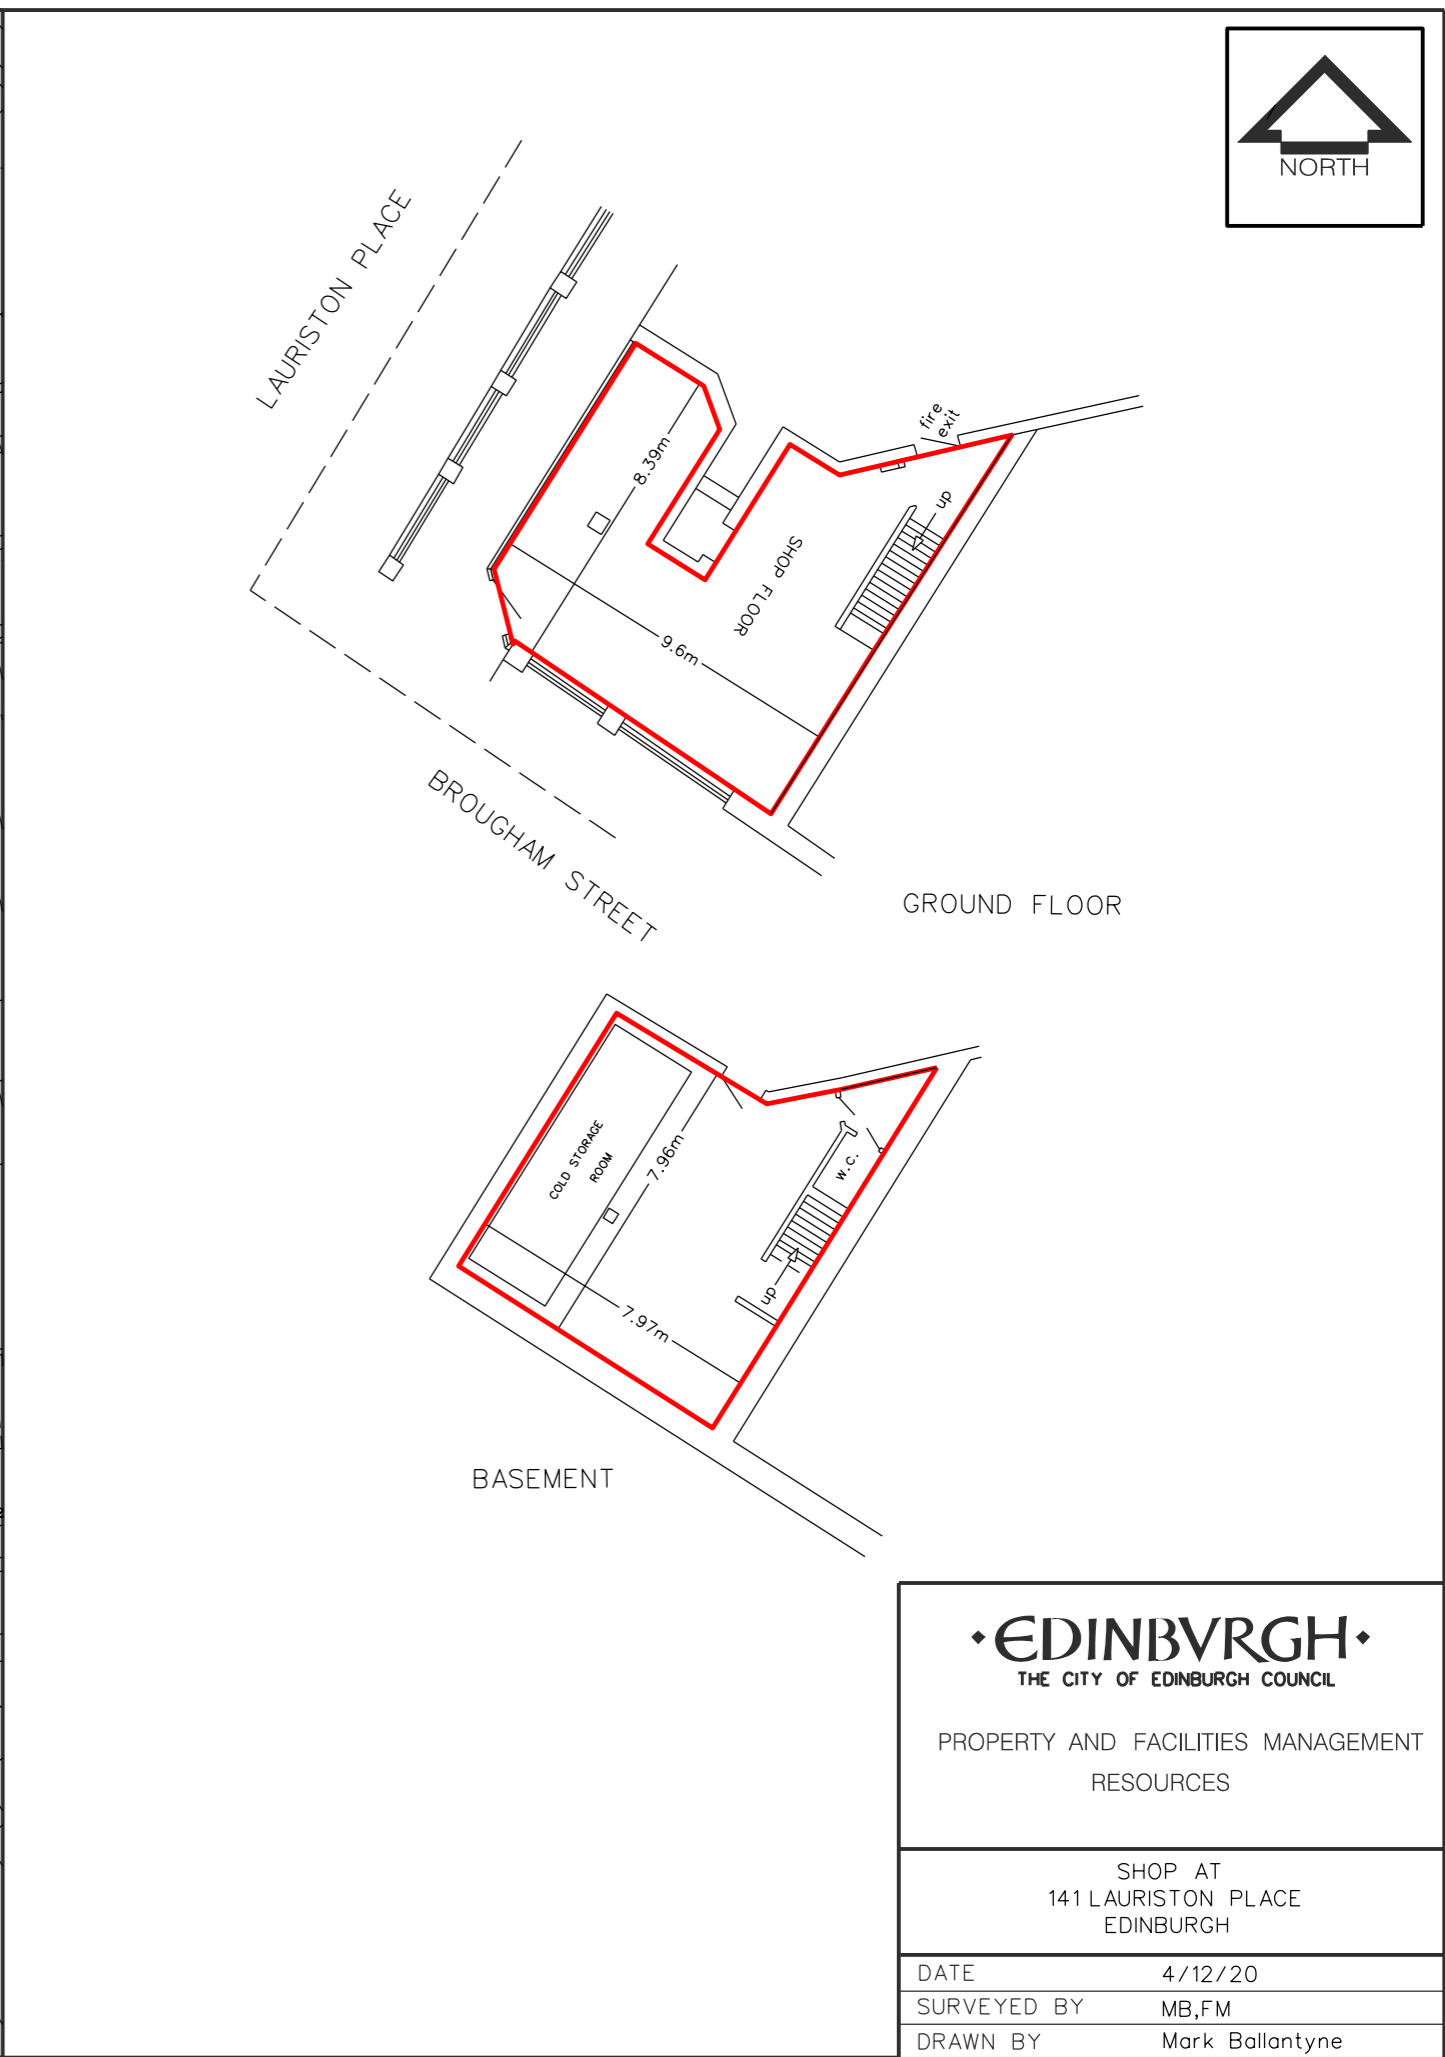 NORTH
LAURISTON PLACE
fire
exit
8.39m
up
SHOP FLOOR
9.6m
BROUGHAM STREET
GROUND FLOOR
COLD STORAGE
ROOM
7.96m
w.c.
up
7.97m
BASEMENT
EDINBVRGH
THE CITY OF EDINBURGH COUNCIL
PROPERTY AND FACILITIES MANAGEMENT
RESOURCES
SHOP AT
141 LAURISTON PLACE
EDINBURGH
DATE 4/12/20
SURVEYED BY MB,FM
DRAWN BY Mark Ballantyne